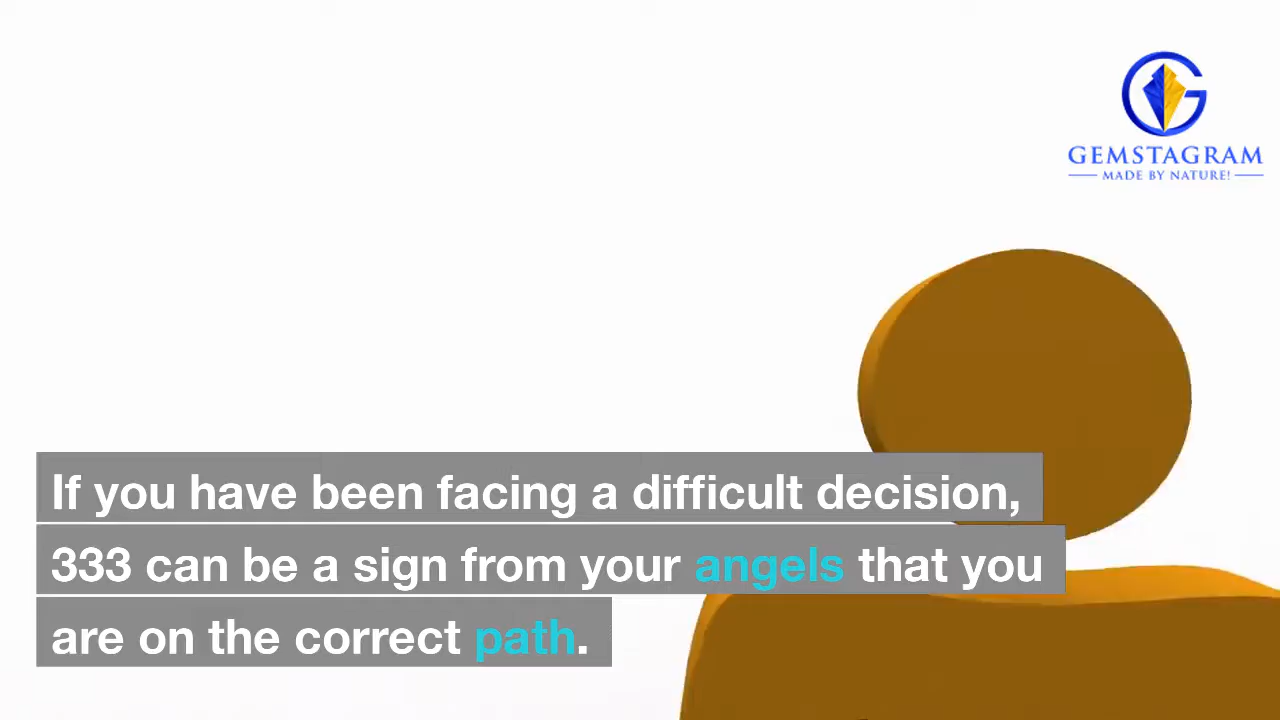 GEMSTAGRAM
MADE BY NATURE!
If you have been facing a difficult decision,
333 can be a sign from your angels that you
are on the correct path.